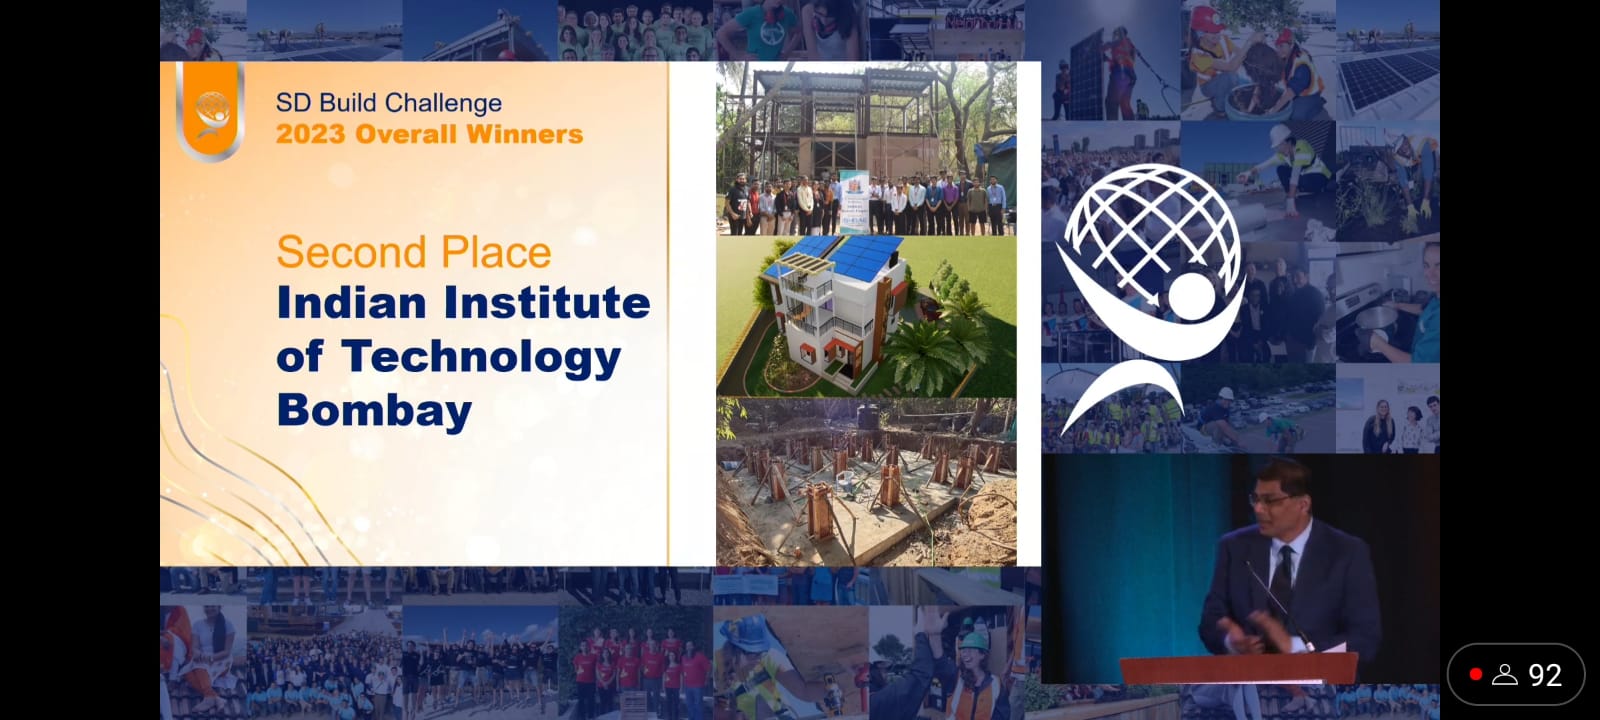 SD Build Challenge
2023 Overall Winners
Second Place
Indian Institute
of Technology
Bombay
92